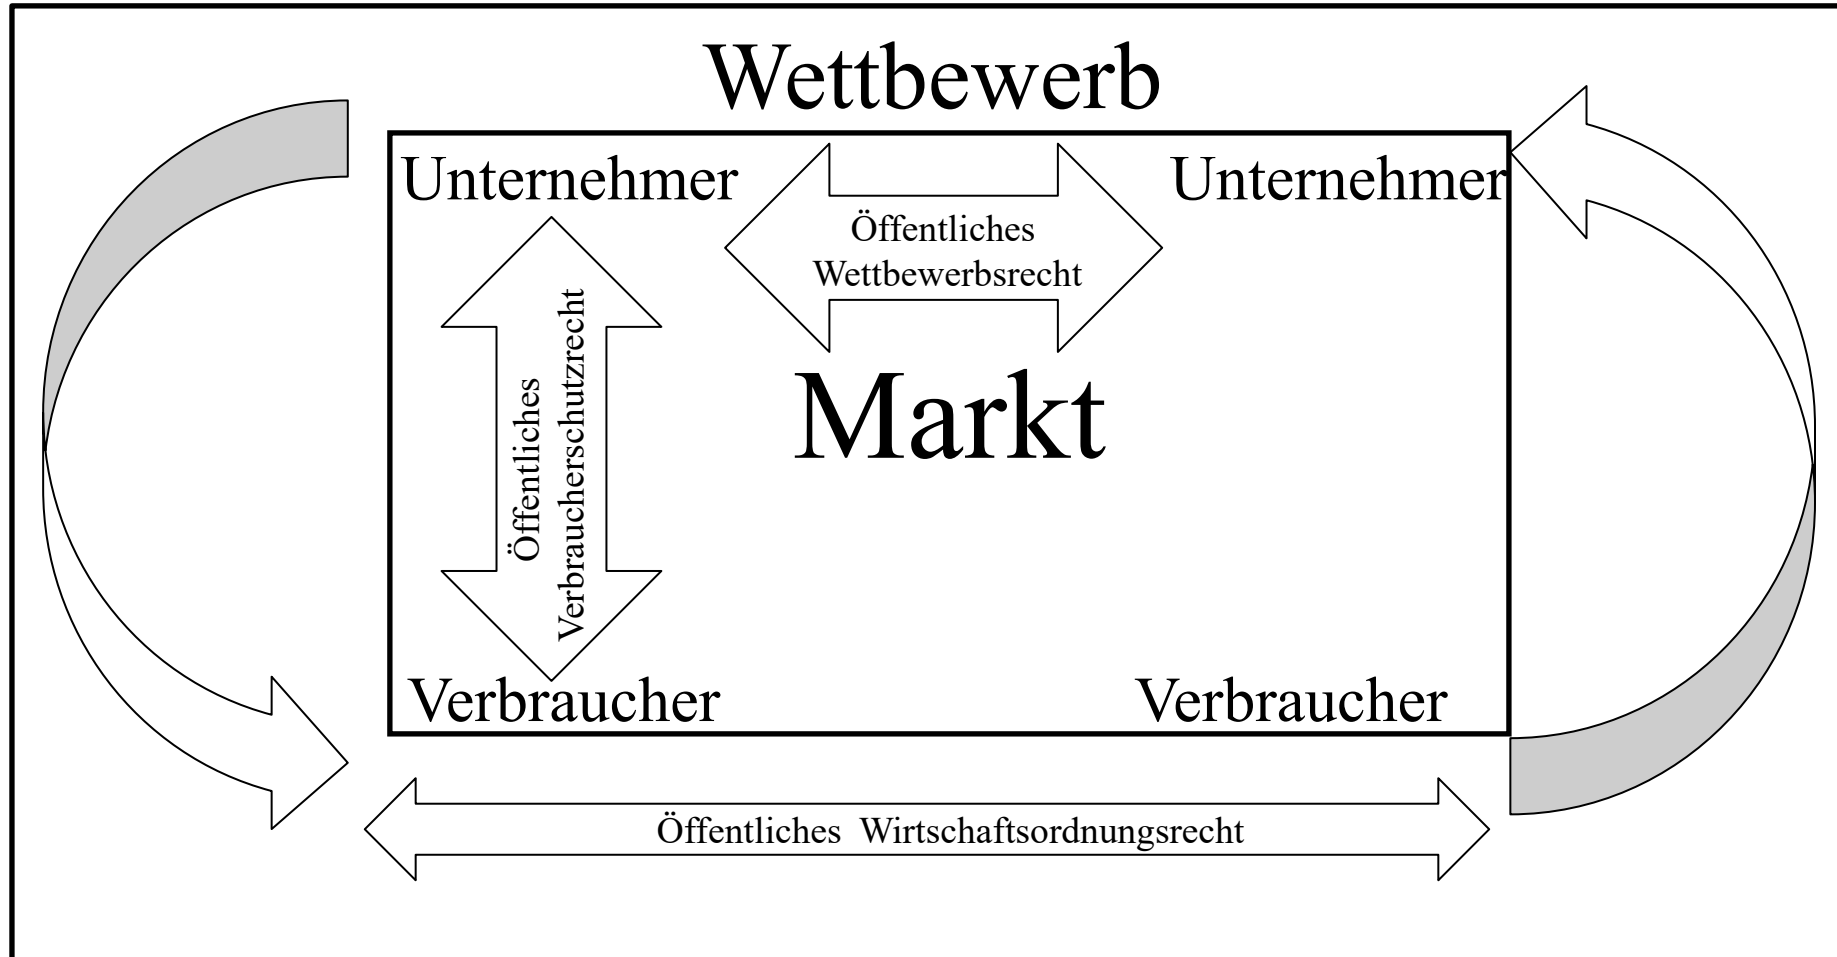 Wettbewerb
Unternehmer
Unternehmer
Öffentliches
Wettbewerbsrecht
Markt
Öffentliches
Verbraucherschutzrecht
Verbraucher
Verbraucher
Öffentliches Wirtschaftsordnungsrecht